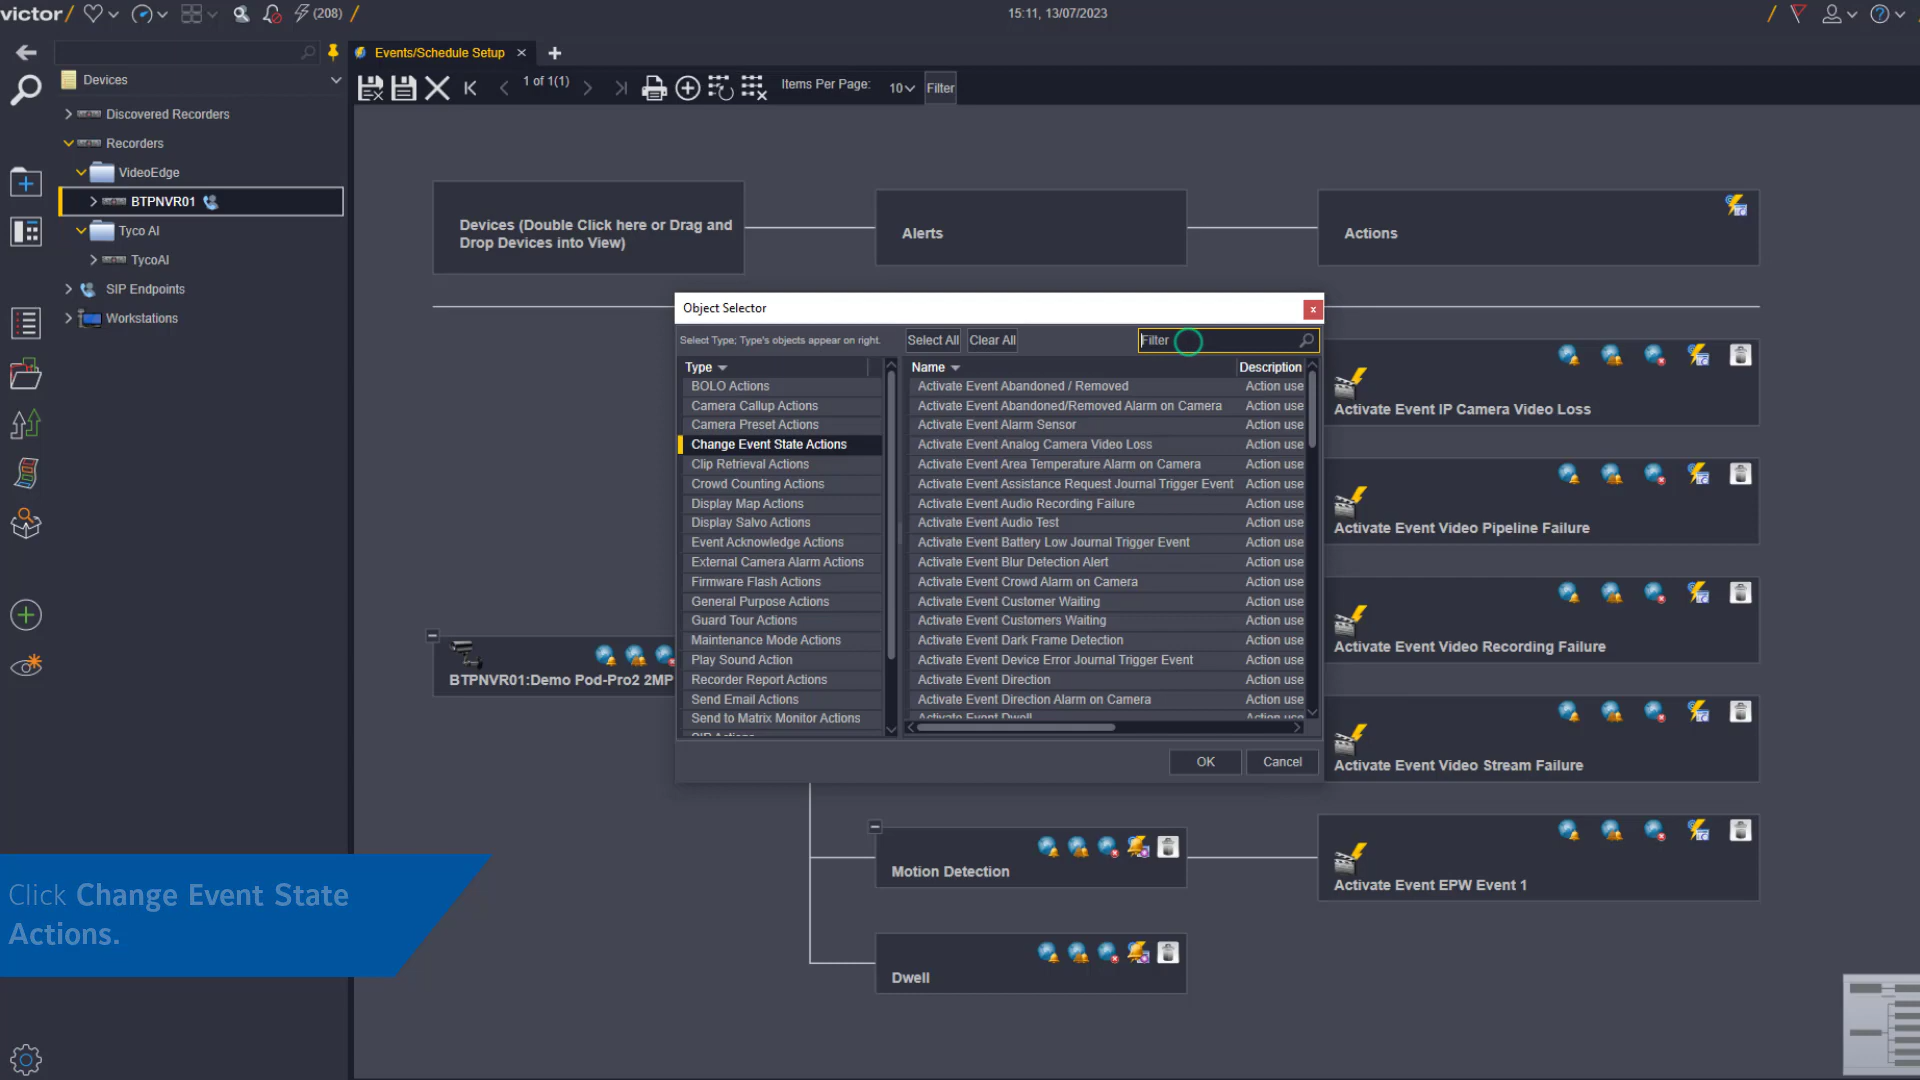 victor
(208)
15:11, 13/07/2023
Events/Schedule Setup
Devices
1 of 1(1)
Items Per Page:
10
Filter
Discovered Recorders
Recorders
VideoEdge
BTPNVR01
Tyco AI
TycoAI
SIP Endpoints
Workstations
Devices (Double Click here or Drag and
Drop Devices into View)
Alerts
Actions
Object Selector
x
Select Type; Type's objects appear on right.
Select All
Clear All
Filter
Type
Name
Description
BOLO Actions
Camera Callup Actions
Camera Preset Actions
Change Event State Actions
Clip Retrieval Actions
Crowd Counting Actions
Display Map Actions
Display Salvo Actions
Event Acknowledge Actions
External Camera Alarm Actions
Firmware Flash Actions
General Purpose Actions
Guard Tour Actions
Maintenance Mode Actions
Play Sound Action
Recorder Report Actions
Send Email Actions
Send to Matrix Monitor Actions
SIP Actions
Activate Event Abandoned / Removed Action use
Activate Event Abandoned/Removed Alarm on Camera Action use
Activate Event Alarm Sensor Action use
Activate Event Analog Camera Video Loss Action use
Activate Event Area Temperature Alarm on Camera Action use
Activate Event Assistance Request Journal Trigger Event Action use
Activate Event Audio Recording Failure Action use
Activate Event Audio Test Action use
Activate Event Battery Low Journal Trigger Event Action use
Activate Event Blur Detection Alert Action use
Activate Event Crowd Alarm on Camera Action use
Activate Event Customer Waiting Action use
Activate Event Customers Waiting Action use
Activate Event Dark Frame Detection Action use
Activate Event Device Error Journal Trigger Event Action use
Activate Event Direction Action use
Activate Event Direction Alarm on Camera Action use
Activate Event Dwell Action use
OK
Cancel
Activate Event IP Camera Video Loss
Activate Event Video Pipeline Failure
Activate Event Video Recording Failure
BTPNVR01:Demo Pod-Pro2 2MP
Activate Event Video Stream Failure
Motion Detection
Activate Event EPW Event 1
Dwell
Click Change Event State
Actions.